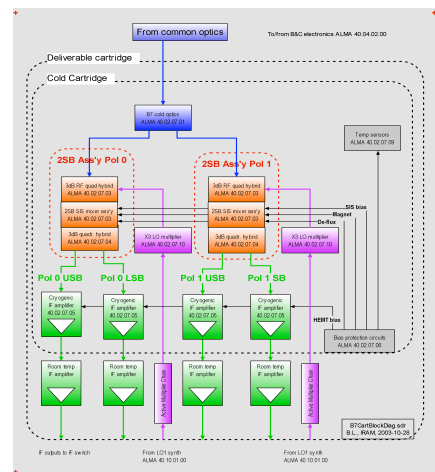 From common optics
To/from B&C electronics ALMA 40.04.02.00
Deliverable cartridge
Cold Cartridge
B7 cold optics
ALMA 40.02.07.01
Temp sensors
ALMA 40.02.07.09
2SB Ass'y Pol 0
2SB Ass'y Pol 1
3dB RF quad hybrid
ALMA 40.02.07.03
2SB SIS mixer ass'y
ALMA 40.02.07.03
3dB quad hybrid
ALMA 40.02.07.04
3dB RF quad hybrid
ALMA 40.02.07.03
2SB SIS mixer ass'y
ALMA 40.02.07.03
3dB quad hybrid
ALMA 40.02.07.04
SIS bias
Magnet
De-flux
X3 LO multiplier
ALMA 40.02.07.10
X3 LO multiplier
ALMA 40.02.07.10
Pol 0 USB
Pol 0 LSB
Pol 1 USB
Pol 1 SB
Cryogenic
IF amplifier
40.02.07.05
Cryogenic
IF amplifier
40.02.07.05
Cryogenic
IF amplifier
40.02.07.05
Cryogenic
IF amplifier
40.02.07.05
HEMT bias
Bias protection circuits
ALMA 40.02.07.06
Room temp
IF amplifier
Room temp
IF amplifier
Active Multiplier Chain
Room temp
IF amplifier
Room temp
IF amplifier
Active Multiplier Chain
B7CartBlockDiag.sdr
B.L., IRAM, 2003-10-28
IF outputs to IF switch
From LO1 synth
ALMA 40.10.01.00
From LO1 synth
ALMA 40.10.01.00